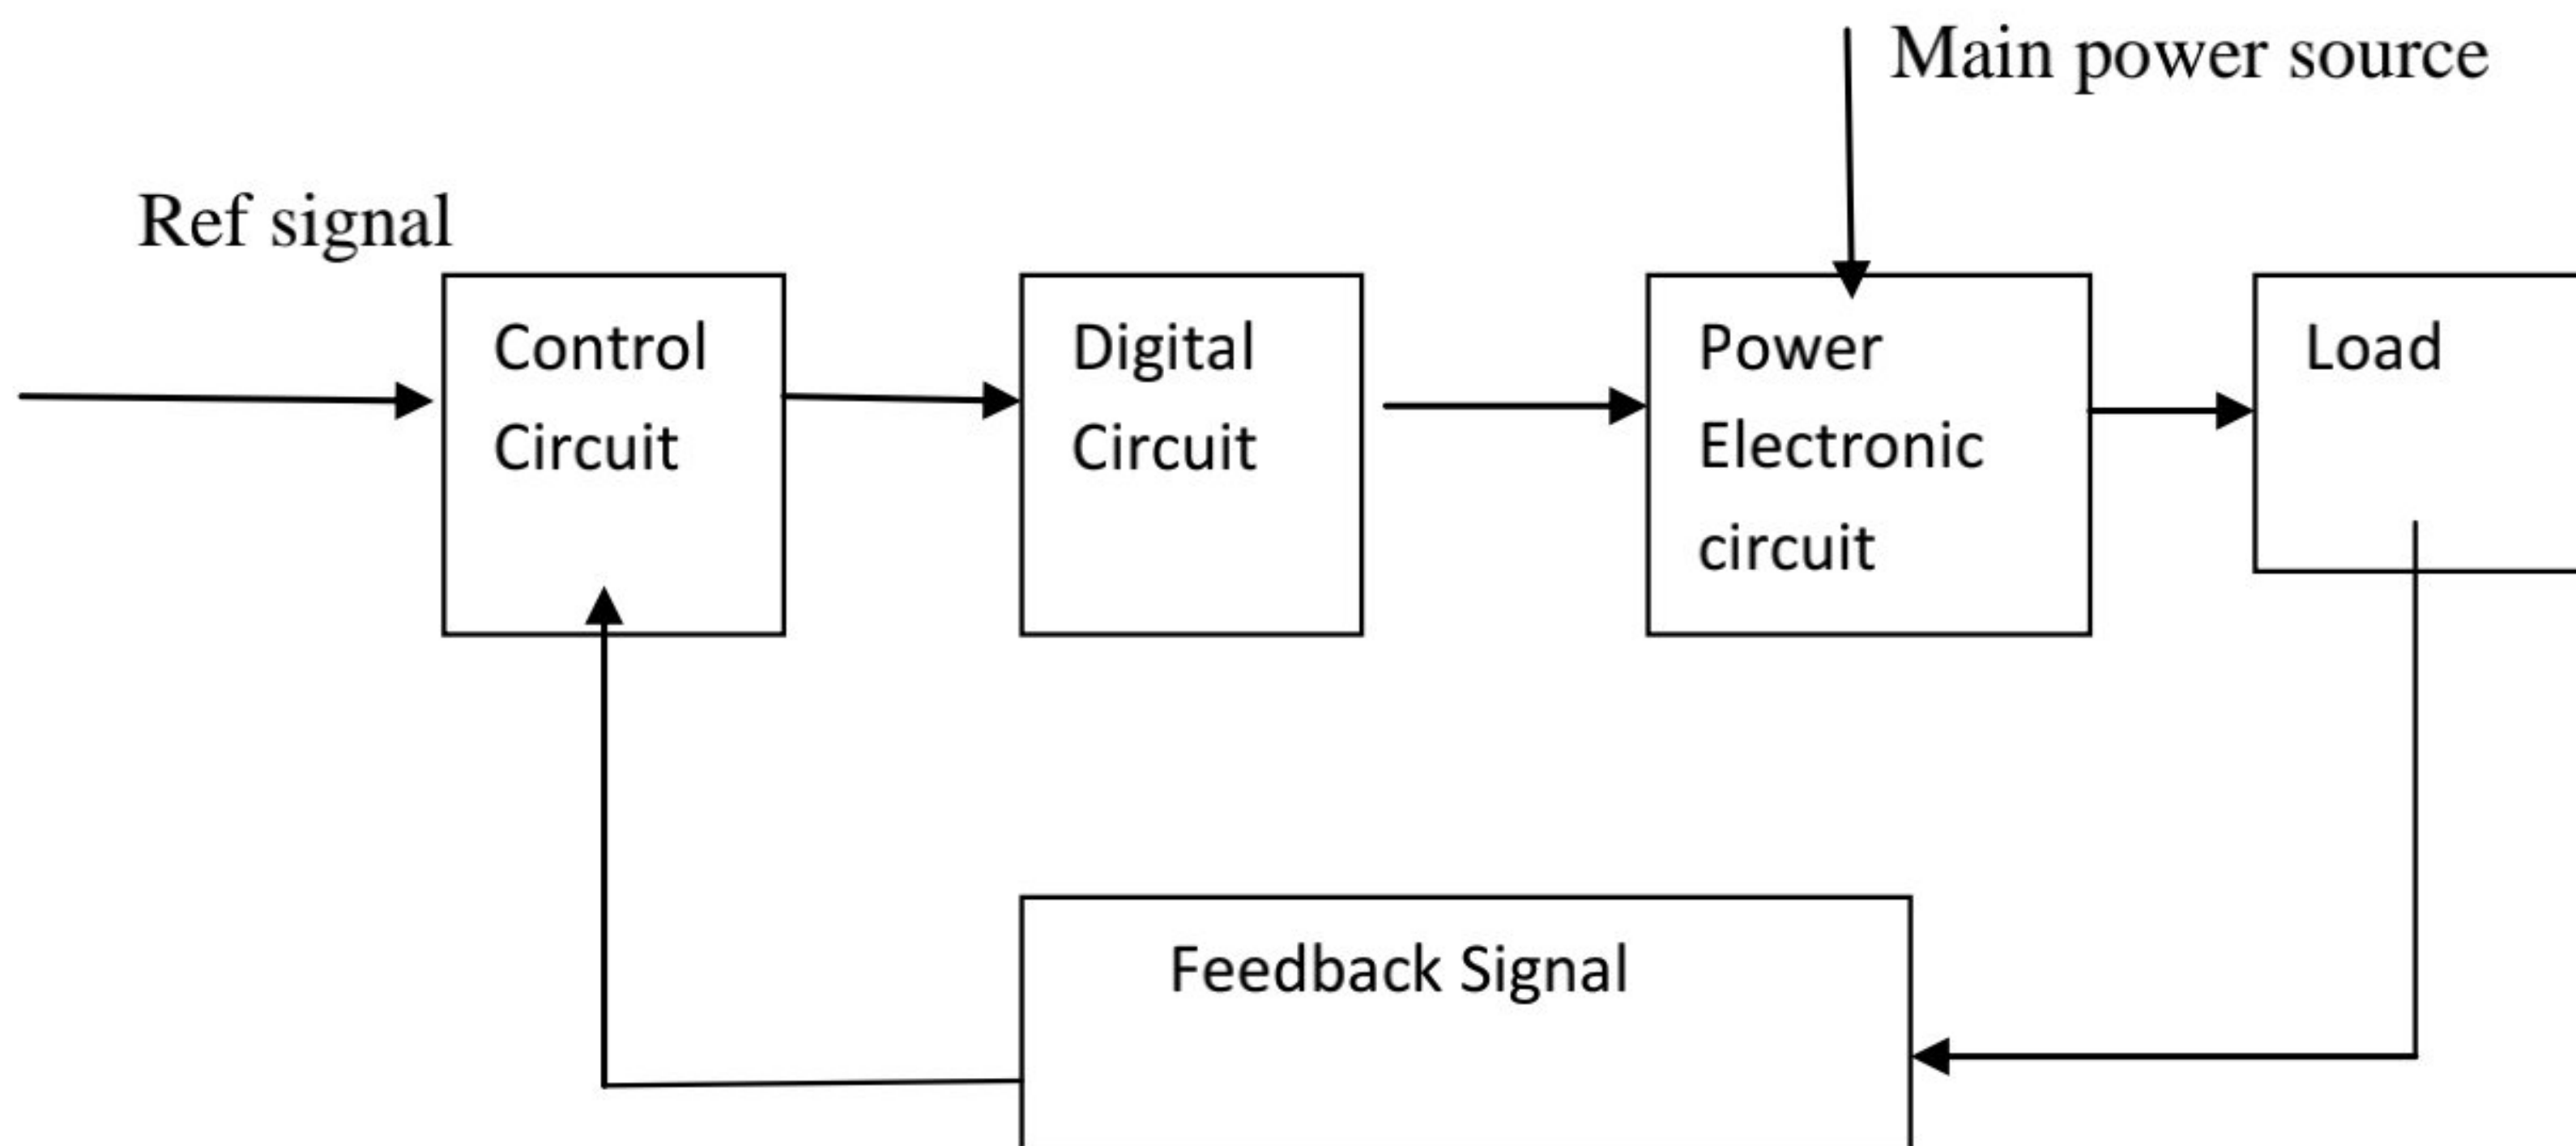 Main power source
Ref signal
Control
Circuit
Digital
Circuit
Power
Electronic
circuit
Load
Feedback Signal